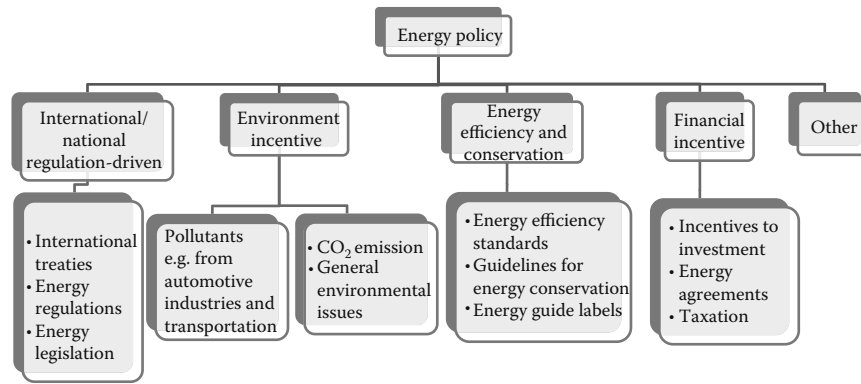 Energy policy
International/
national
regulation-driven
Environment
incentive
Energy
efficiency and
conservation
Financial
incentive
Other
• International
treaties
• Energy
regulations
• Energy
legislation
Pollutants
e.g. from
automotive
industries and
transportation
• CO₂ emission
• General
environmental
issues
• Energy efficiency
standards
• Guidelines for
energy conservation
• Energy guide labels
• Incentives to
investment
• Energy
agreements
• Taxation